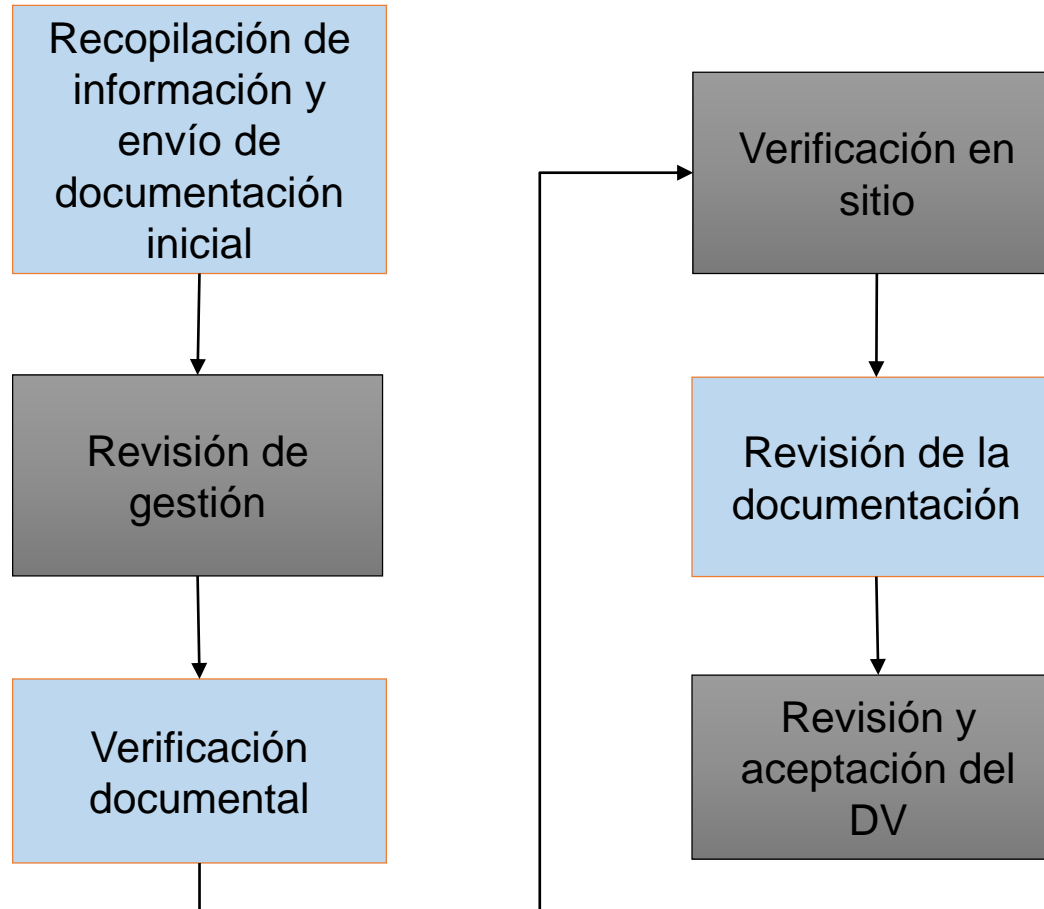 Recopilación de
información y
envío de
documentación
inicial
Revisión de
gestión
Verificación
documental
Verificación en
sitio
Revisión de la
documentación
Revisión y
aceptación del
DV